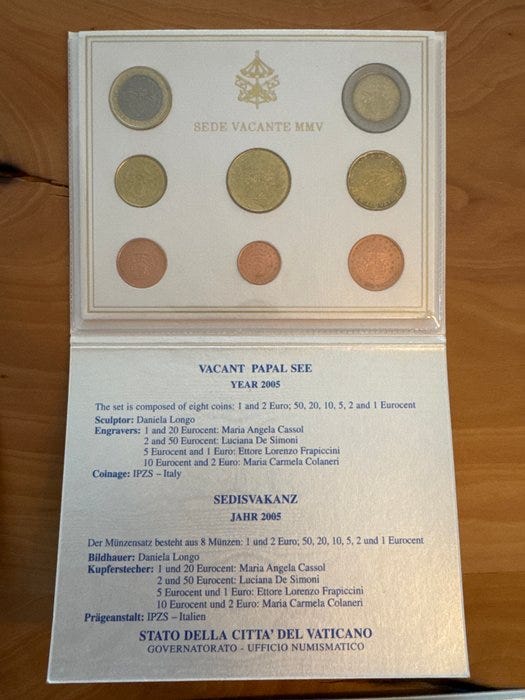 SEDE VACANTE MMV
VACANT PAPAL SEE
YEAR 2005
The set is composed of eight coins: 1 and 2 Euro; 50, 20, 10, 5, 2 and 1 Eurocent
Sculptor: Daniela Longo
Engravers: 1 and 20 Eurocent: Maria Angela Cassol
2 and 50 Eurocent: Luciana De Simoni
5 Eurocent and 1 Euro: Ettore Lorenzo Frapiccini
10 Eurocent and 2 Euro: Maria Carmela Colaneri
Coinage: IPZS – Italy
SEDISVAKANZ
JAHR 2005
Der Münzensatz besteht aus 8 Münzen: 1 und 2 Euro; 50, 20, 10, 5, 2 und 1 Eurocent
Bildhauer: Daniela Longo
Kupferstecher: 1 und 20 Eurocent: Maria Angela Cassol
2 und 50 Eurocent: Luciana De Simoni
5 Eurocent und 1 Euro: Ettore Lorenzo Frapiccini
10 Eurocent und 2 Euro: Maria Carmela Colaneri
Prägeanstalt: IPZS – Italien
STATO DELLA CITTA' DEL VATICANO
GOVERNATORATO - UFFICIO NUMISMATICO